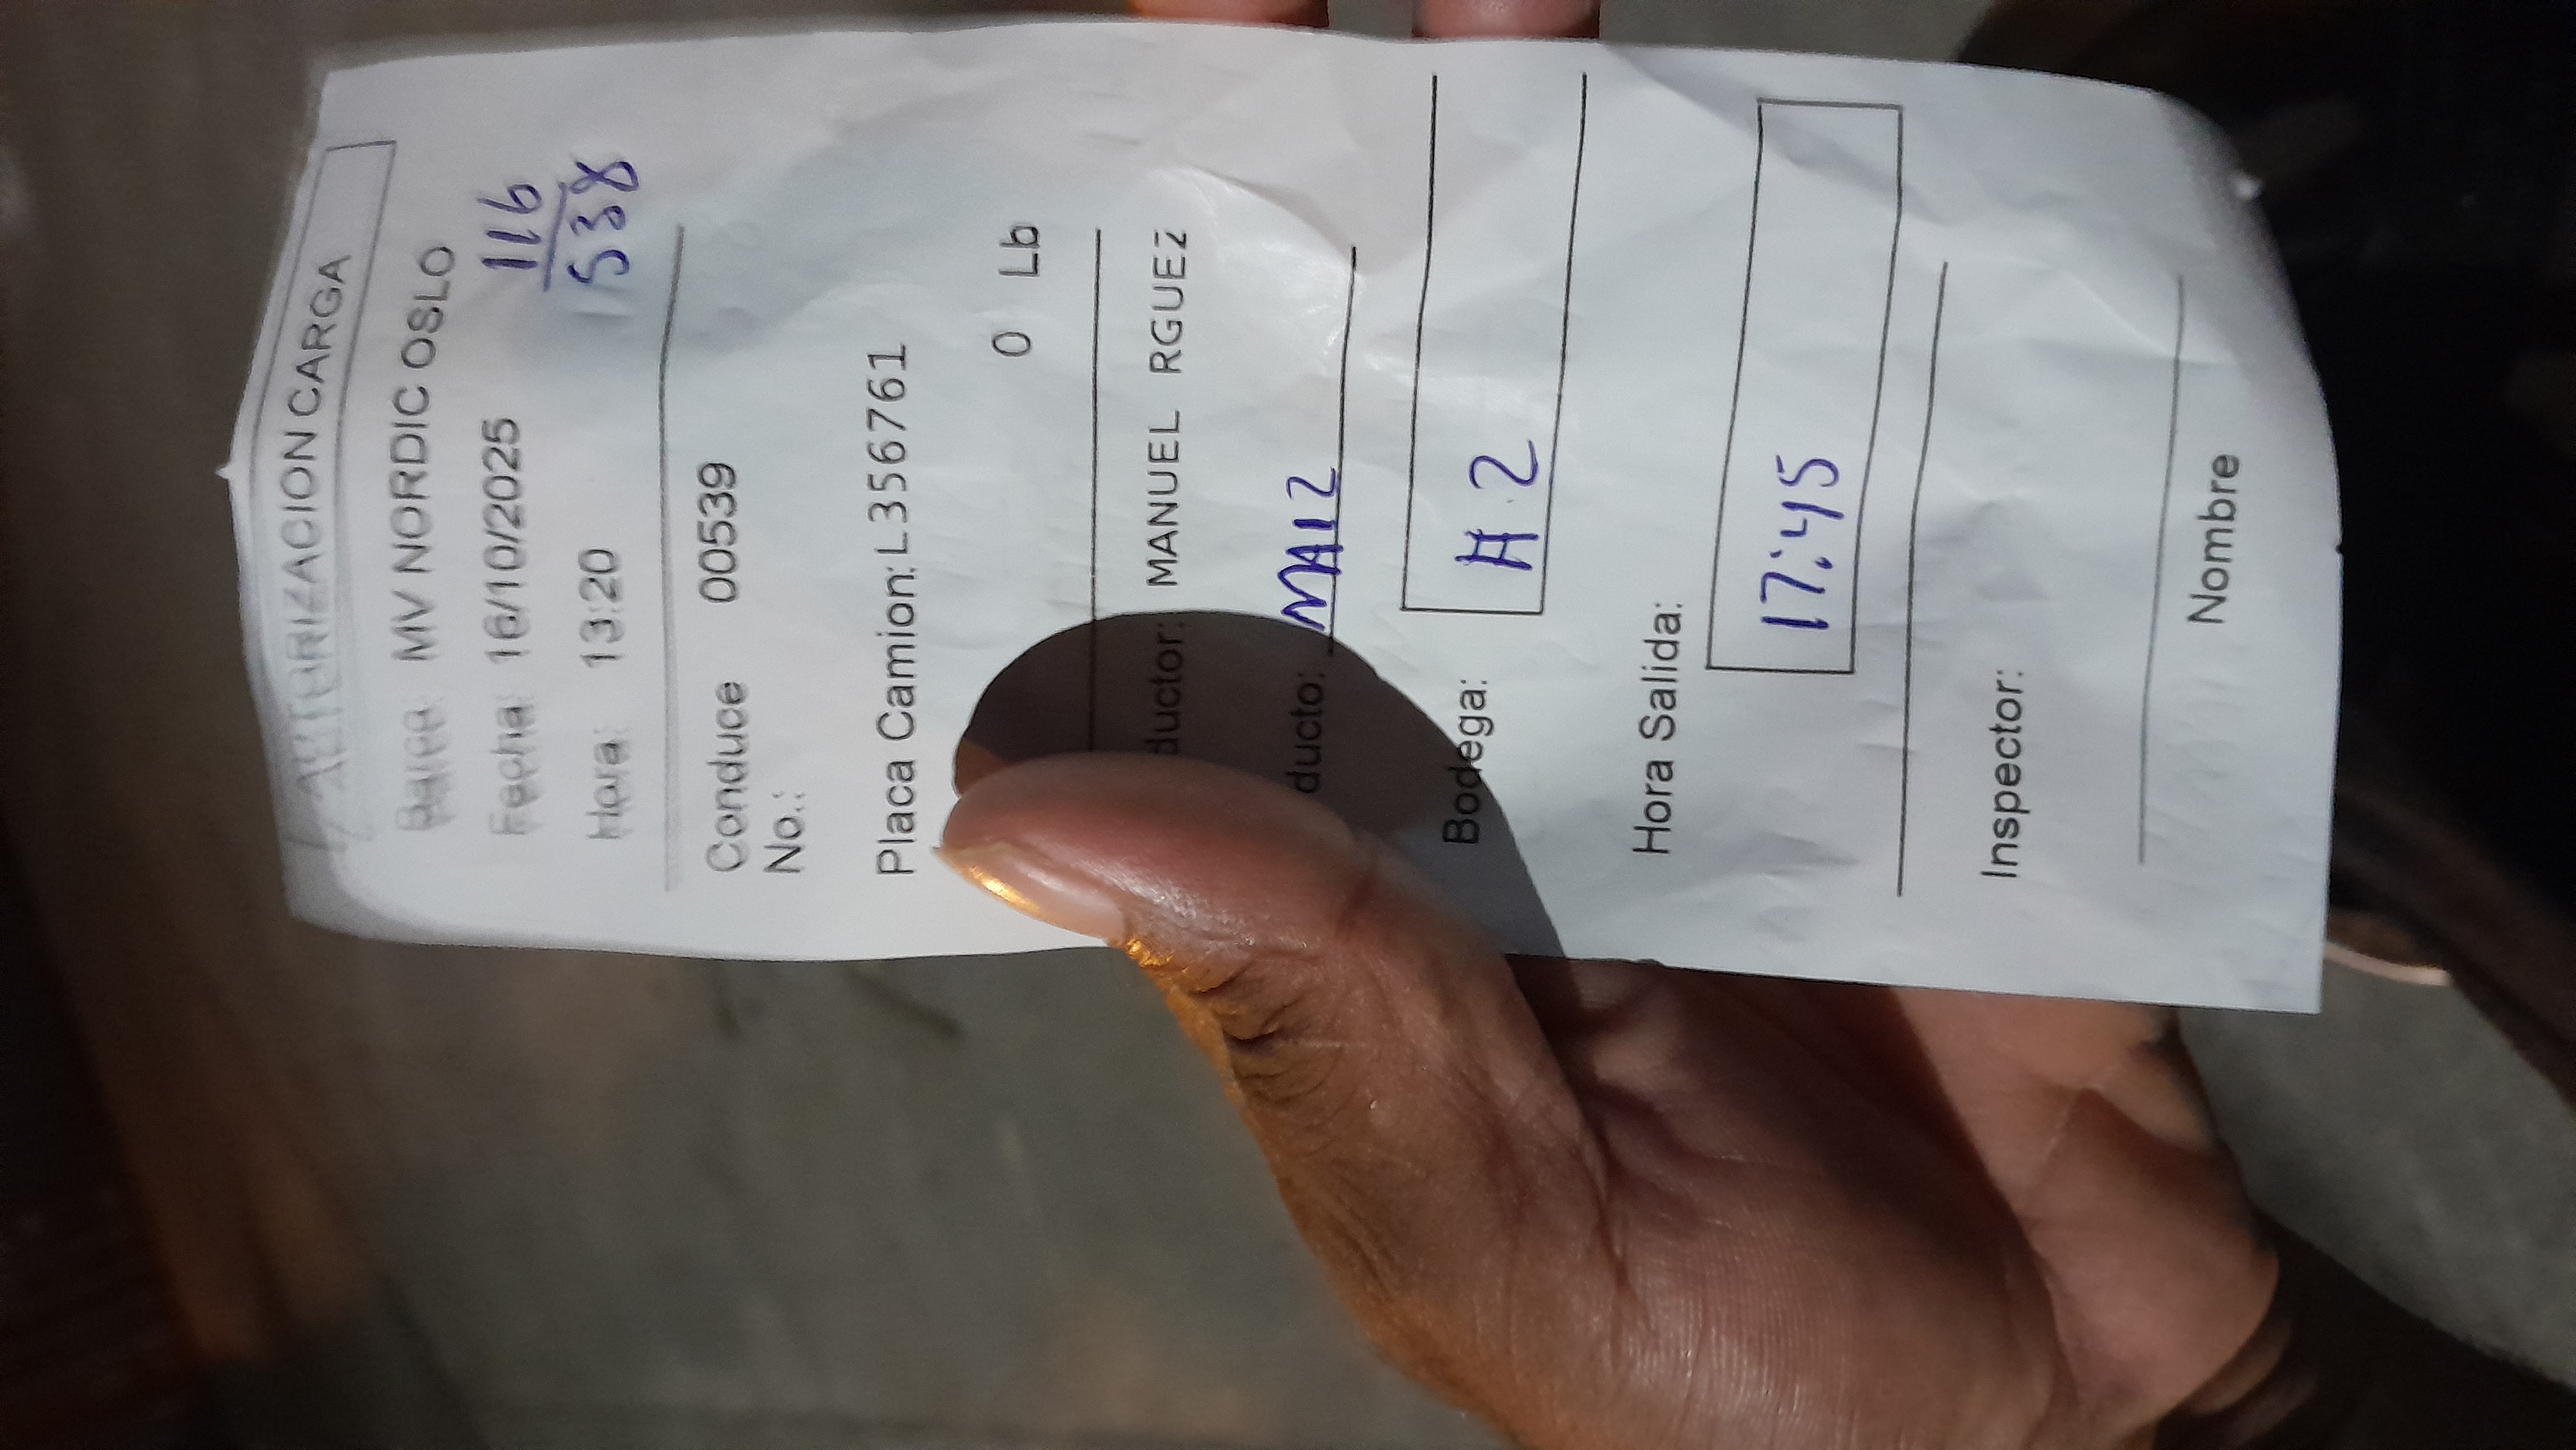 AUTORIZACION CARGA
Barco: MV NORDIC OSLO
Fecha: 16/10/2025 116
Hora: 13:20 1538
Conduce 00539
No.:
Placa Camion: L356761
0 Lb
ductor: MANUEL RGUEZ
ducto: MAIZ
Bodega: # 2
Hora Salida:
17:45
Inspector:
Nombre